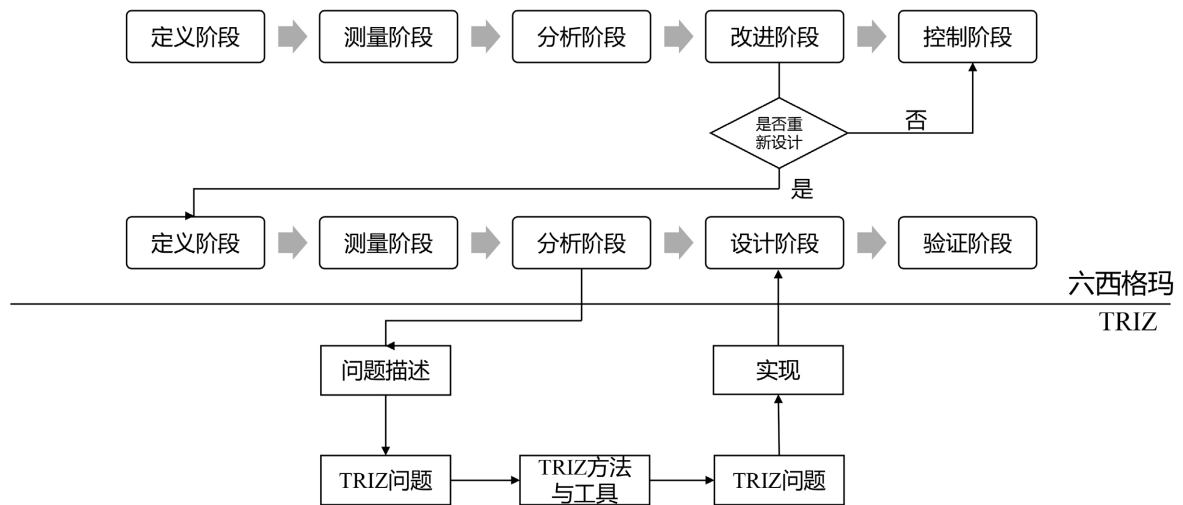 定义阶段
测量阶段
分析阶段
改进阶段
控制阶段
是否重
新设计
否
是
定义阶段
测量阶段
分析阶段
设计阶段
验证阶段
六西格玛
TRIZ
问题描述
实现
TRIZ问题
TRIZ方法
与工具
TRIZ问题